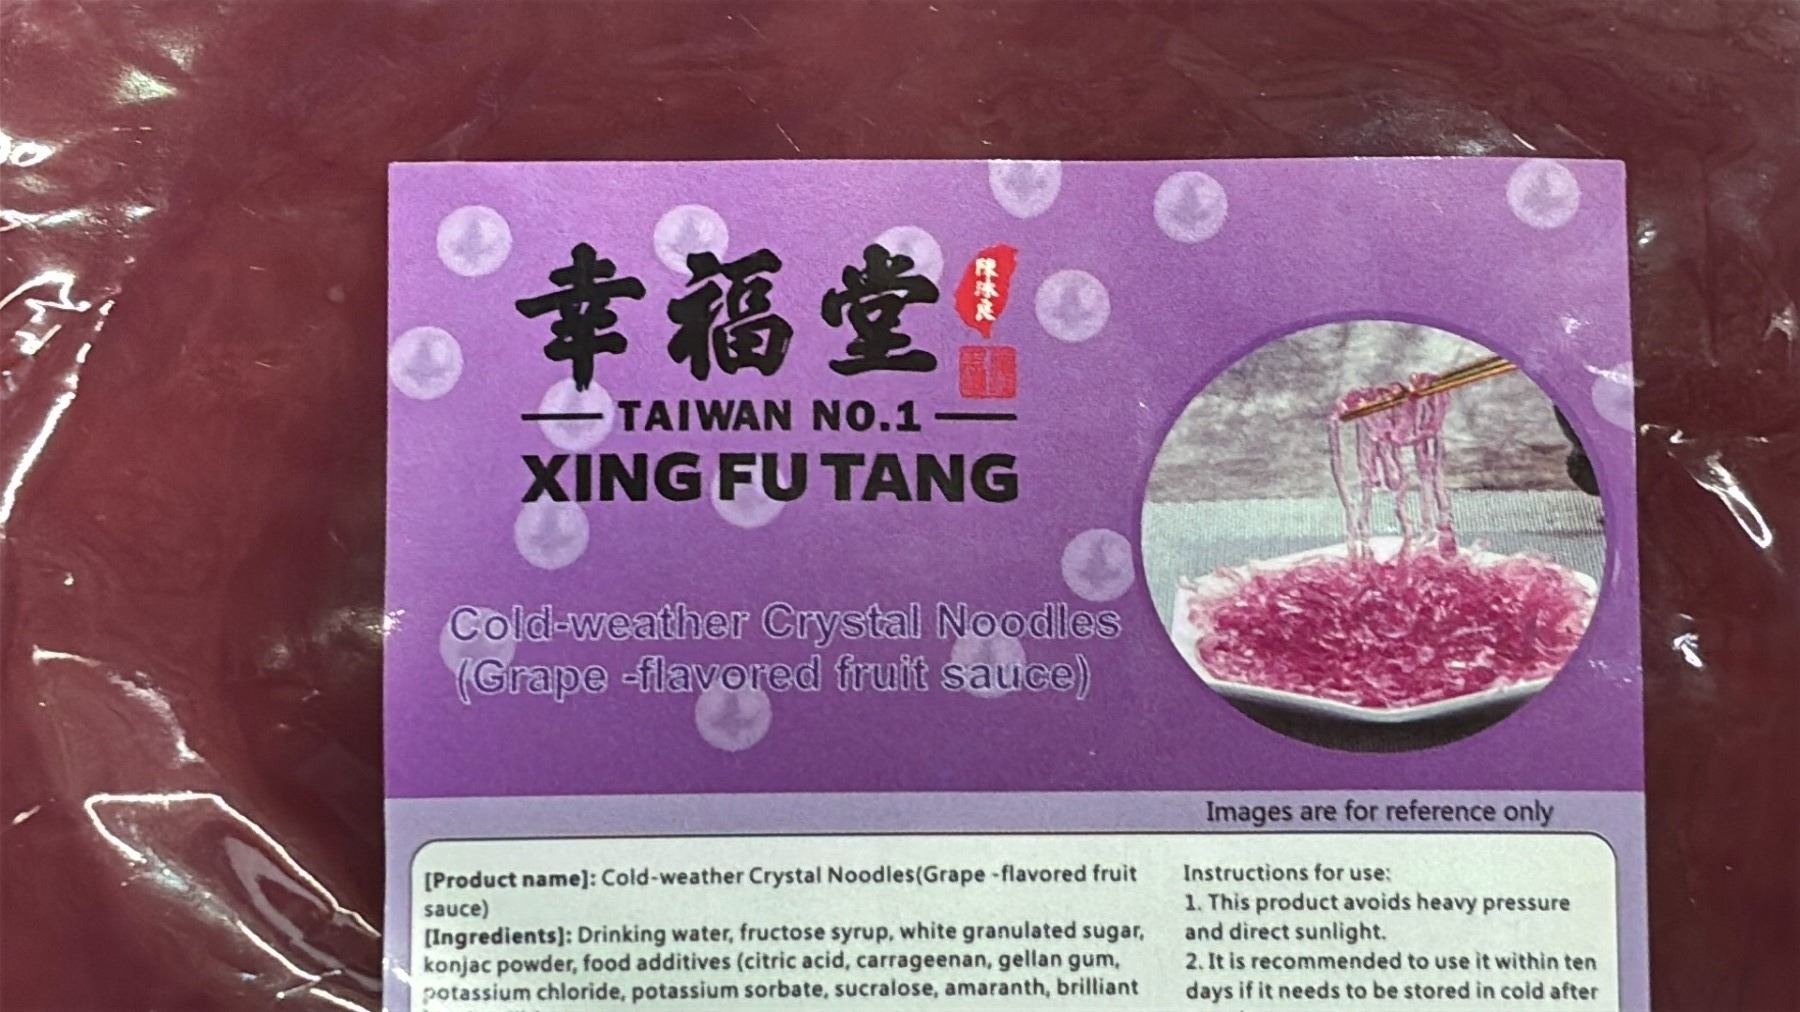 幸福堂
陳泳良
TAIWAN NO.1
XING FU TANG
Cold-weather Crystal Noodles
(Grape -flavored fruit sauce)
Images are for reference only
[Product name]: Cold-weather Crystal Noodles(Grape -flavored fruit
sauce)
[Ingredients]: Drinking water, fructose syrup, white granulated sugar,
konjac powder, food additives (citric acid, carrageenan, gellan gum,
potassium chloride, potassium sorbate, sucralose, amaranth, brilliant
Instructions for use:
1. This product avoids heavy pressure
and direct sunlight.
2. It is recommended to use it within ten
days if it needs to be stored in cold after